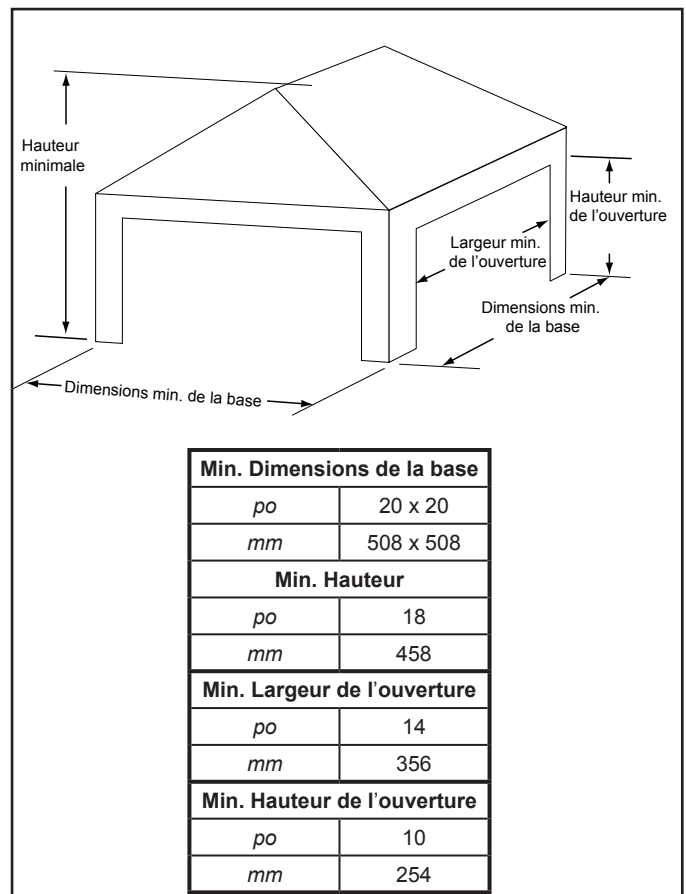 Hauteur
minimale
Hauteur min.
de l'ouverture
Largeur min.
de l'ouverture
Dimensions min.
de la base
Dimensions min. de la base
Min. Dimensions de la base
po 20 x 20
mm 508 x 508
Min. Hauteur
po 18
mm 458
Min. Largeur de l'ouverture
po 14
mm 356
Min. Hauteur de l'ouverture
po 10
mm 254